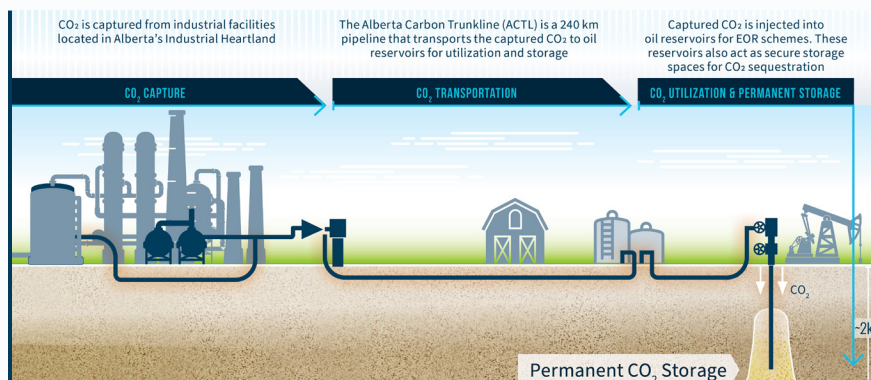 CO₂ is captured from industrial facilities
located in Alberta's Industrial Heartland
The Alberta Carbon Trunkline (ACTL) is a 240 km
pipeline that transports the captured CO₂ to oil
reservoirs for utilization and storage
Captured CO₂ is injected into
oil reservoirs for EOR schemes. These
reservoirs also act as secure storage
spaces for CO₂ sequestration
CO₂ CAPTURE
CO₂ TRANSPORTATION
CO₂ UTILIZATION & PERMANENT STORAGE
CO₂
~2k
Permanent CO₂ Storage